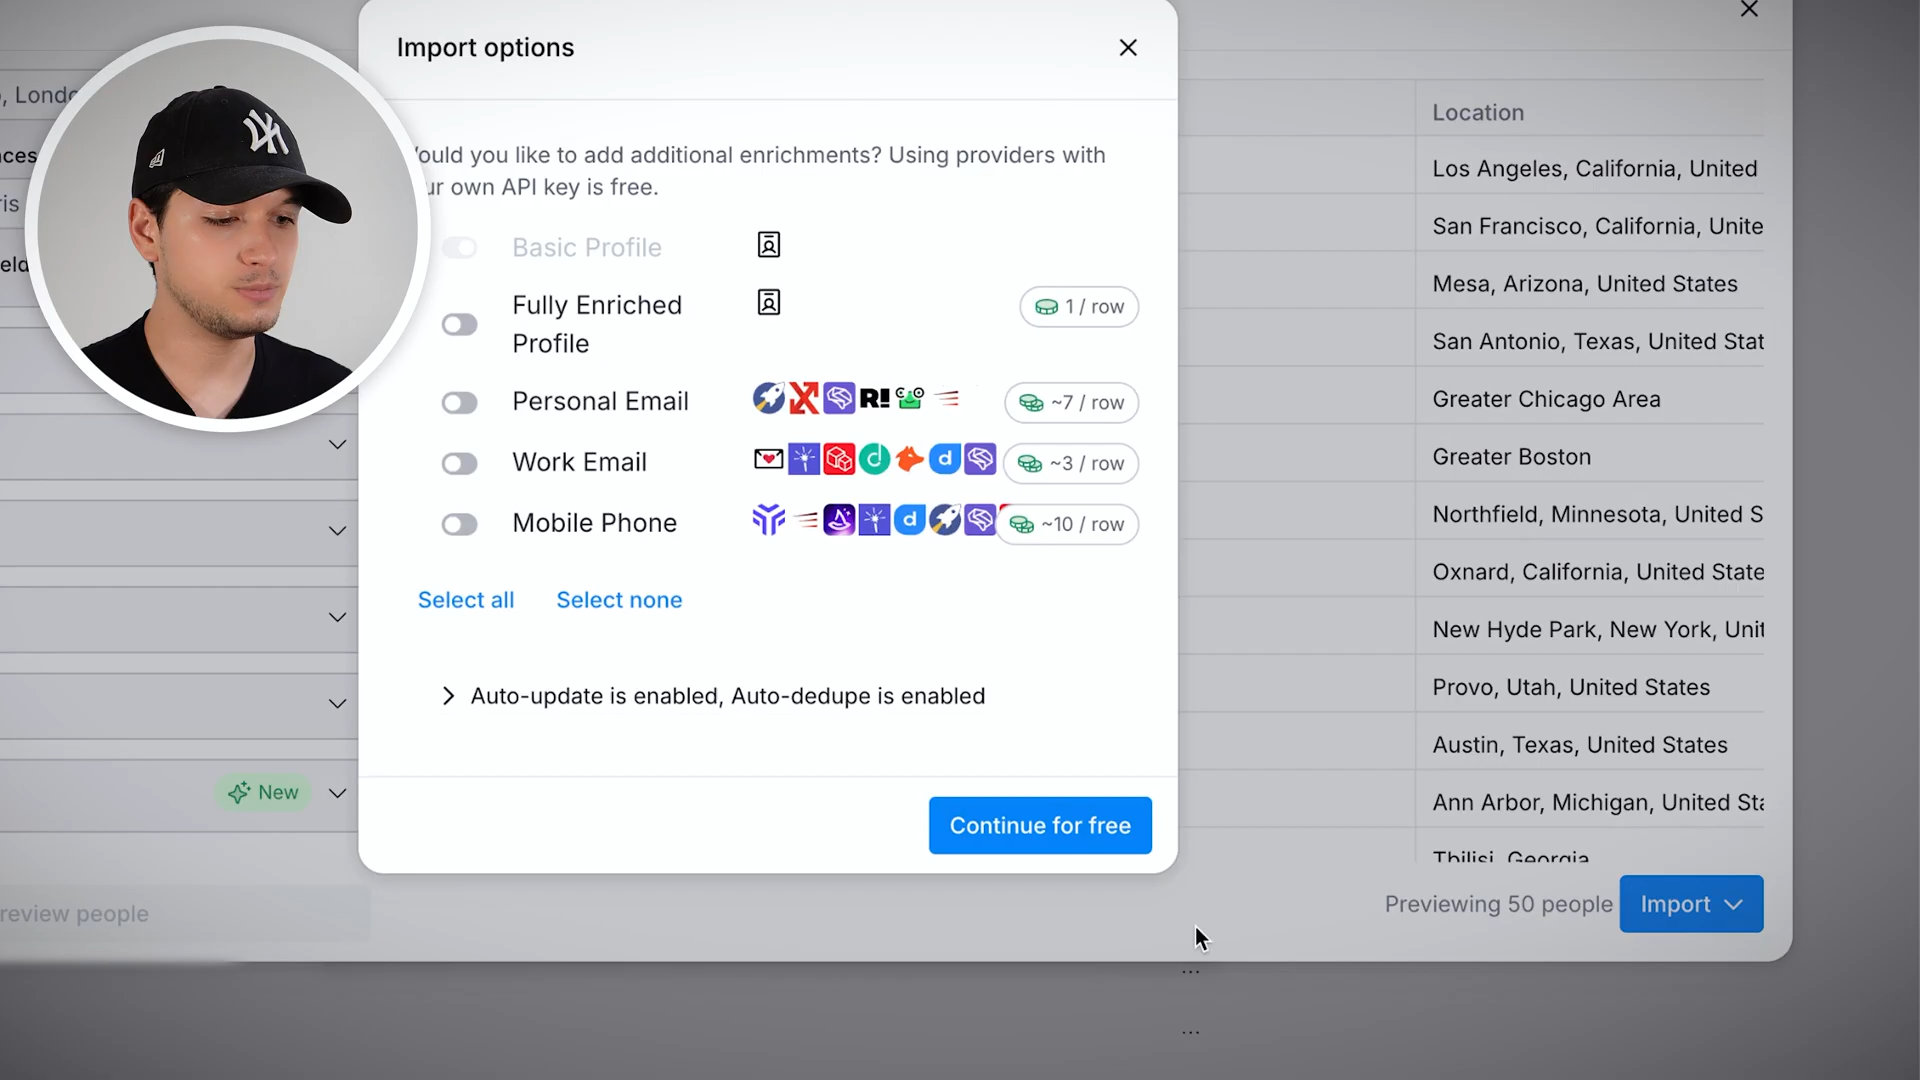 Import options
, Londo
ces
ris
eld
ould you like to add additional enrichments? Using providers with
ur own API key is free.
Basic Profile
Fully Enriched
Profile
1 / row
Personal Email
R!
~7 / row
Work Email
d
d
~3 / row
Mobile Phone
d
~10 / row
Select all
Select none
Auto-update is enabled, Auto-dedupe is enabled
New
Continue for free
review people
Location
Los Angeles, California, United
San Francisco, California, Unite
Mesa, Arizona, United States
San Antonio, Texas, United Stat
Greater Chicago Area
Greater Boston
Northfield, Minnesota, United S
Oxnard, California, United State
New Hyde Park, New York, Unit
Provo, Utah, United States
Austin, Texas, United States
Ann Arbor, Michigan, United Sta
Tbilisi, Georgia
Previewing 50 people
Import
...
...